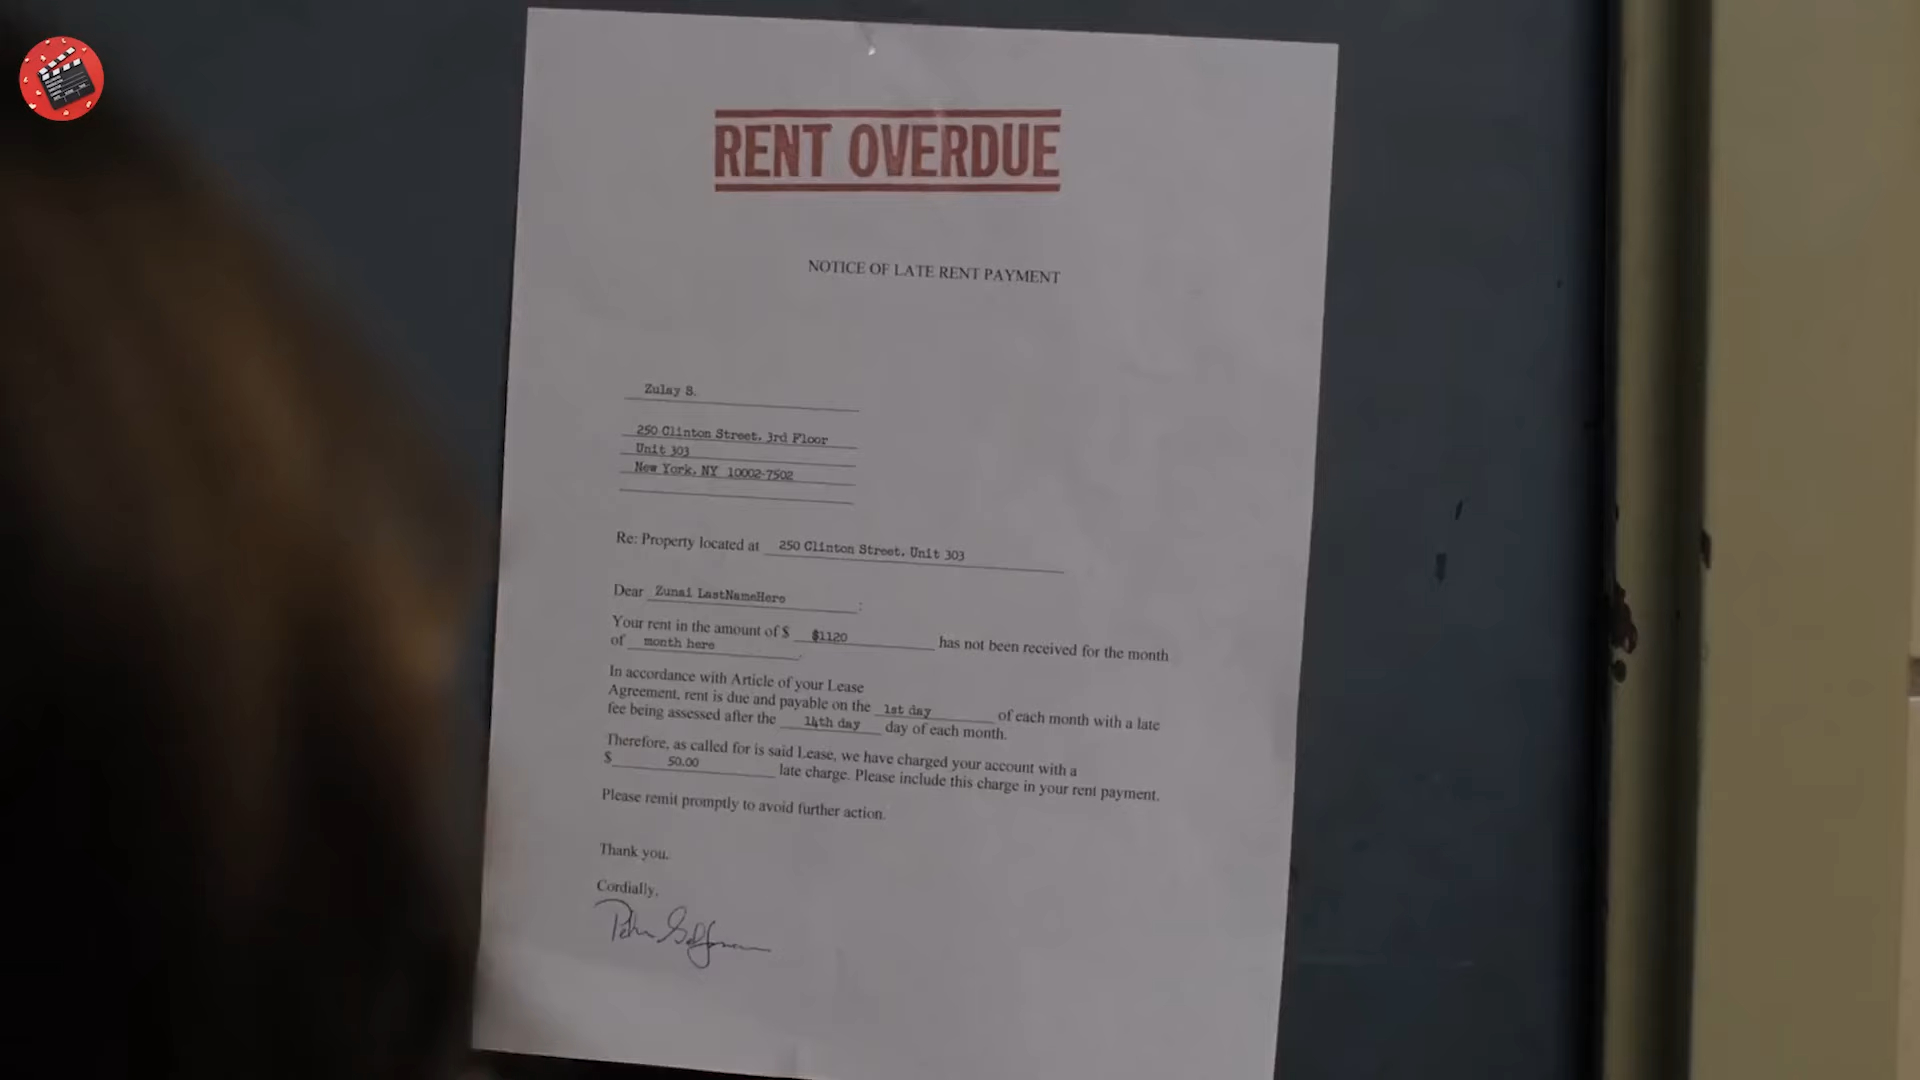 RENT OVERDUE
NOTICE OF LATE RENT PAYMENT
Zulay S.
250 Clinton Street, 3rd Floor
Unit 303
New York, NY 10002-7502
Re: Property located at 250 Clinton Street, Unit 303
Dear Zunai LastNameHere :
Your rent in the amount of $ $1120 has not been received for the month
of month here .
In accordance with Article of your Lease
Agreement, rent is due and payable on the 1st day of each month with a late
fee being assessed after the 14th day day of each month.
Therefore, as called for is said Lease, we have charged your account with a
$ 50.00 late charge. Please include this charge in your rent payment.
Please remit promptly to avoid further action.
Thank you.
Cordially,